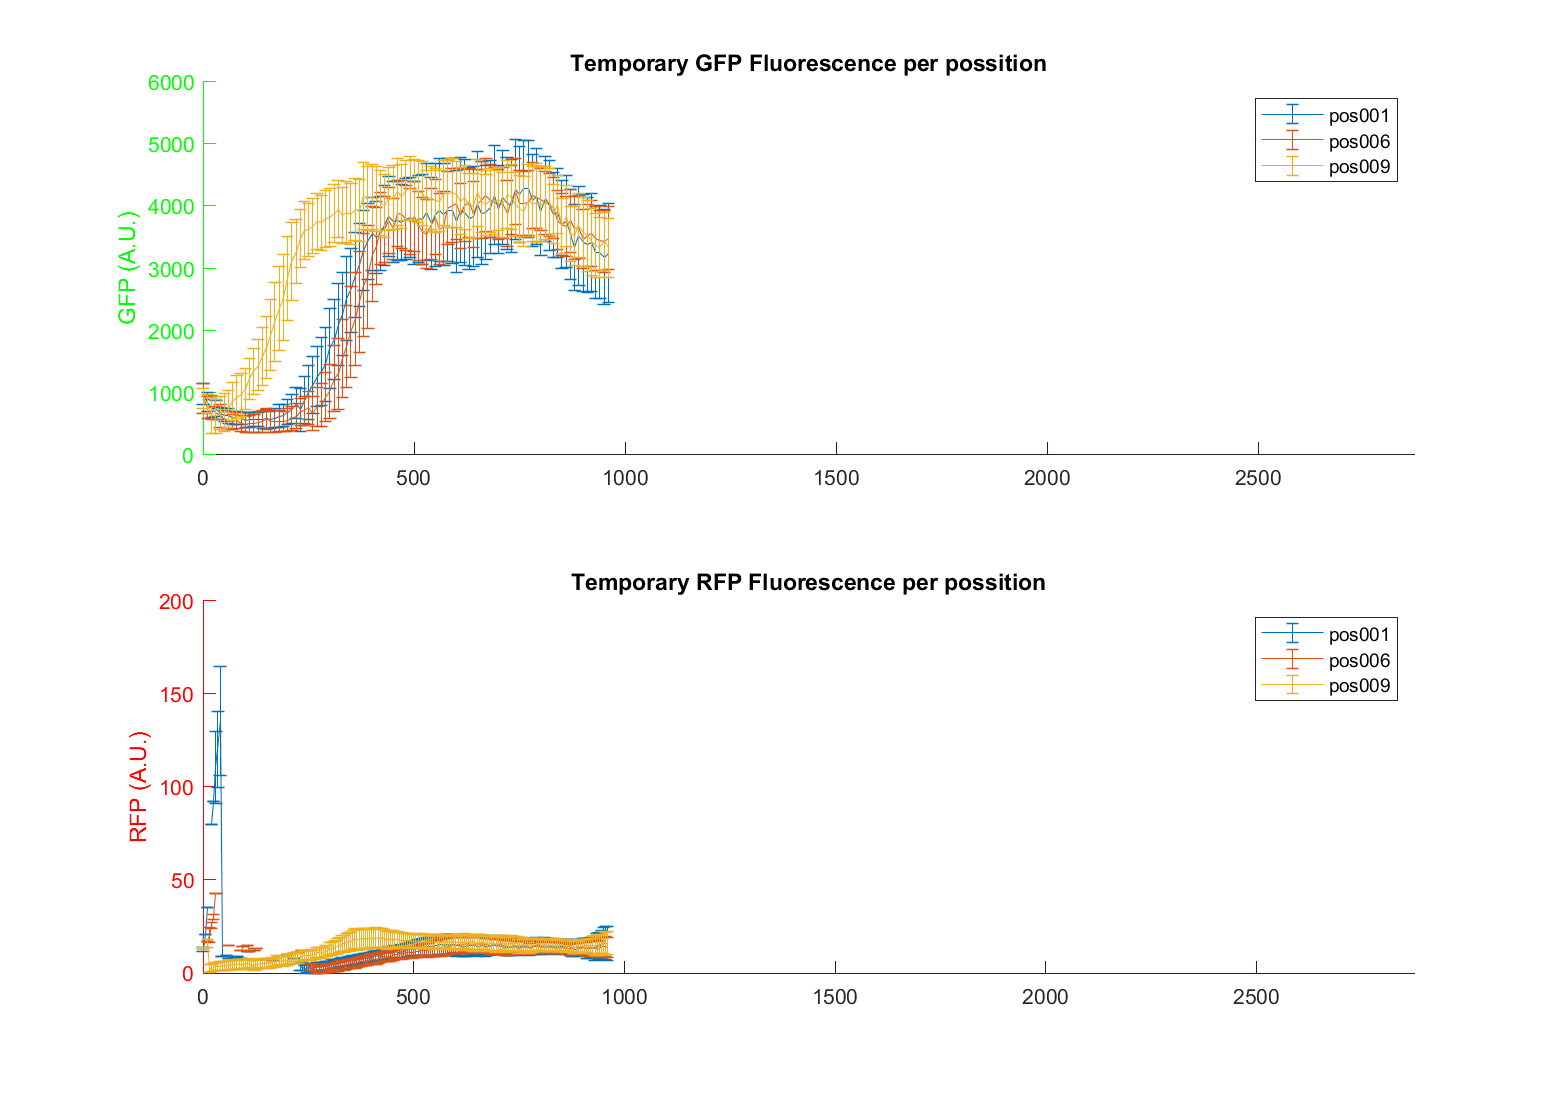 Temporary GFP Fluorescence per possition
6000
5000
4000
3000
2000
1000
0
GFP (A.U.)
0 500 1000 1500 2000 2500
pos001
pos006
pos009
Temporary RFP Fluorescence per possition
200
150
100
50
0
RFP (A.U.)
0 500 1000 1500 2000 2500
pos001
pos006
pos009